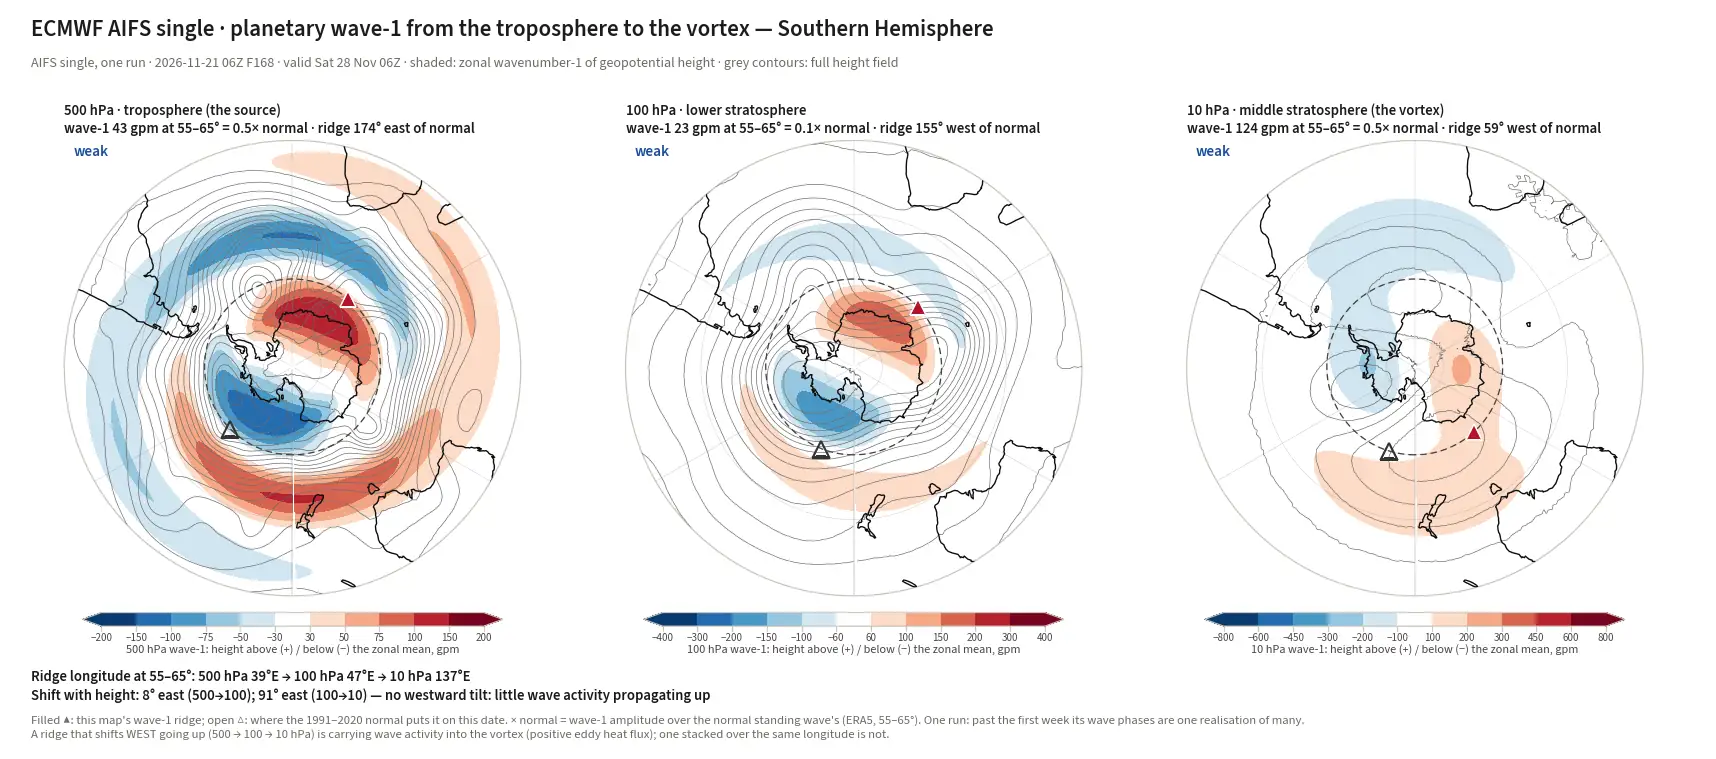 ECMWF AIFS single · planetary wave-1 from the troposphere to the vortex — Southern Hemisphere
AIFS single, one run · 2026-11-21 06Z F168 · valid Sat 28 Nov 06Z · shaded: zonal wavenumber-1 of geopotential height · grey contours: full height field
500 hPa · troposphere (the source)
wave-1 43 gpm at 55–65° = 0.5× normal · ridge 174° east of normal
weak
100 hPa · lower stratosphere
wave-1 23 gpm at 55–65° = 0.1× normal · ridge 155° west of normal
weak
10 hPa · middle stratosphere (the vortex)
wave-1 124 gpm at 55–65° = 0.5× normal · ridge 59° west of normal
weak
−200 −150 −100 −75 −50 −30 30 50 75 100 150 200
500 hPa wave-1: height above (+) / below (−) the zonal mean, gpm
−400 −300 −200 −150 −100 −60 60 100 150 200 300 400
100 hPa wave-1: height above (+) / below (−) the zonal mean, gpm
−800 −600 −450 −300 −200 −100 100 200 300 450 600 800
10 hPa wave-1: height above (+) / below (−) the zonal mean, gpm
Ridge longitude at 55–65°: 500 hPa 39°E → 100 hPa 47°E → 10 hPa 137°E
Shift with height: 8° east (500→100); 91° east (100→10) — no westward tilt: little wave activity propagating up
Filled ▲: this map's wave-1 ridge; open △: where the 1991–2020 normal puts it on this date. × normal = wave-1 amplitude over the normal standing wave's (ERA5, 55–65°). One run: past the first week its wave phases are one realisation of many.
A ridge that shifts WEST going up (500 → 100 → 10 hPa) is carrying wave activity into the vortex (positive eddy heat flux); one stacked over the same longitude is not.